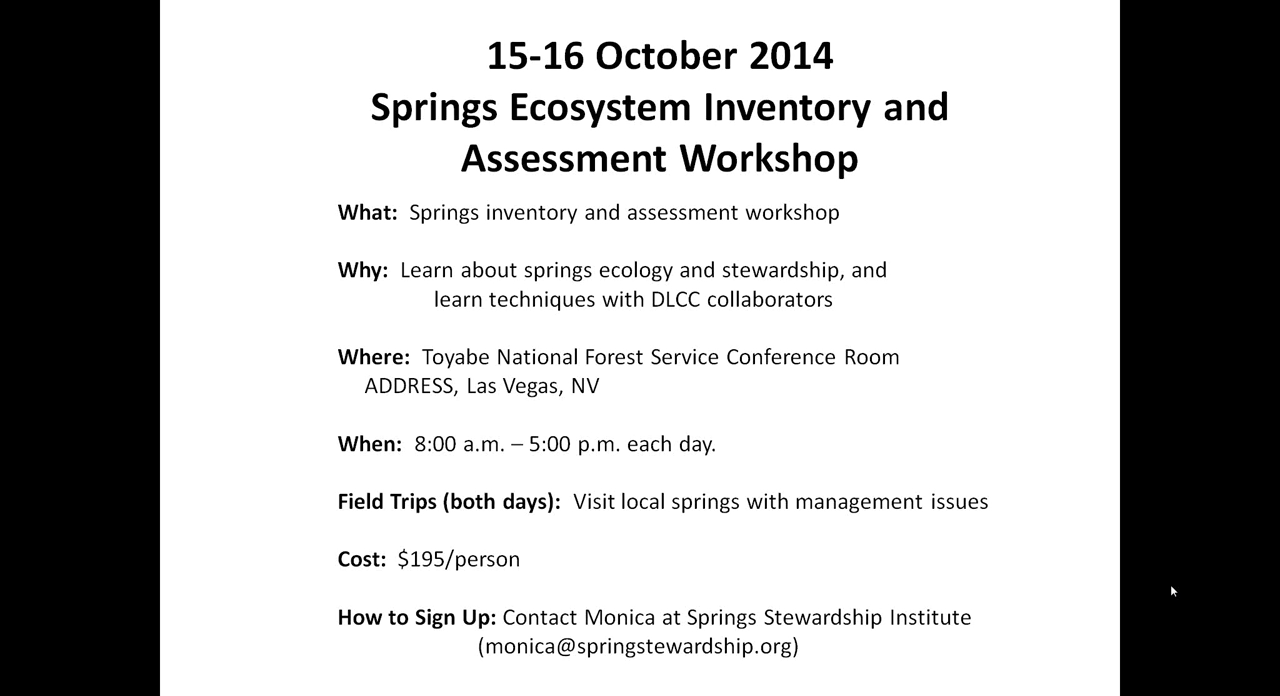 15-16 October 2014
Springs Ecosystem Inventory and
Assessment Workshop
What: Springs inventory and assessment workshop
Why: Learn about springs ecology and stewardship, and
learn techniques with DLCC collaborators
Where: Toyabe National Forest Service Conference Room
ADDRESS, Las Vegas, NV
When: 8:00 a.m. – 5:00 p.m. each day.
Field Trips (both days): Visit local springs with management issues
Cost: $195/person
How to Sign Up: Contact Monica at Springs Stewardship Institute
(monica@springstewardship.org)